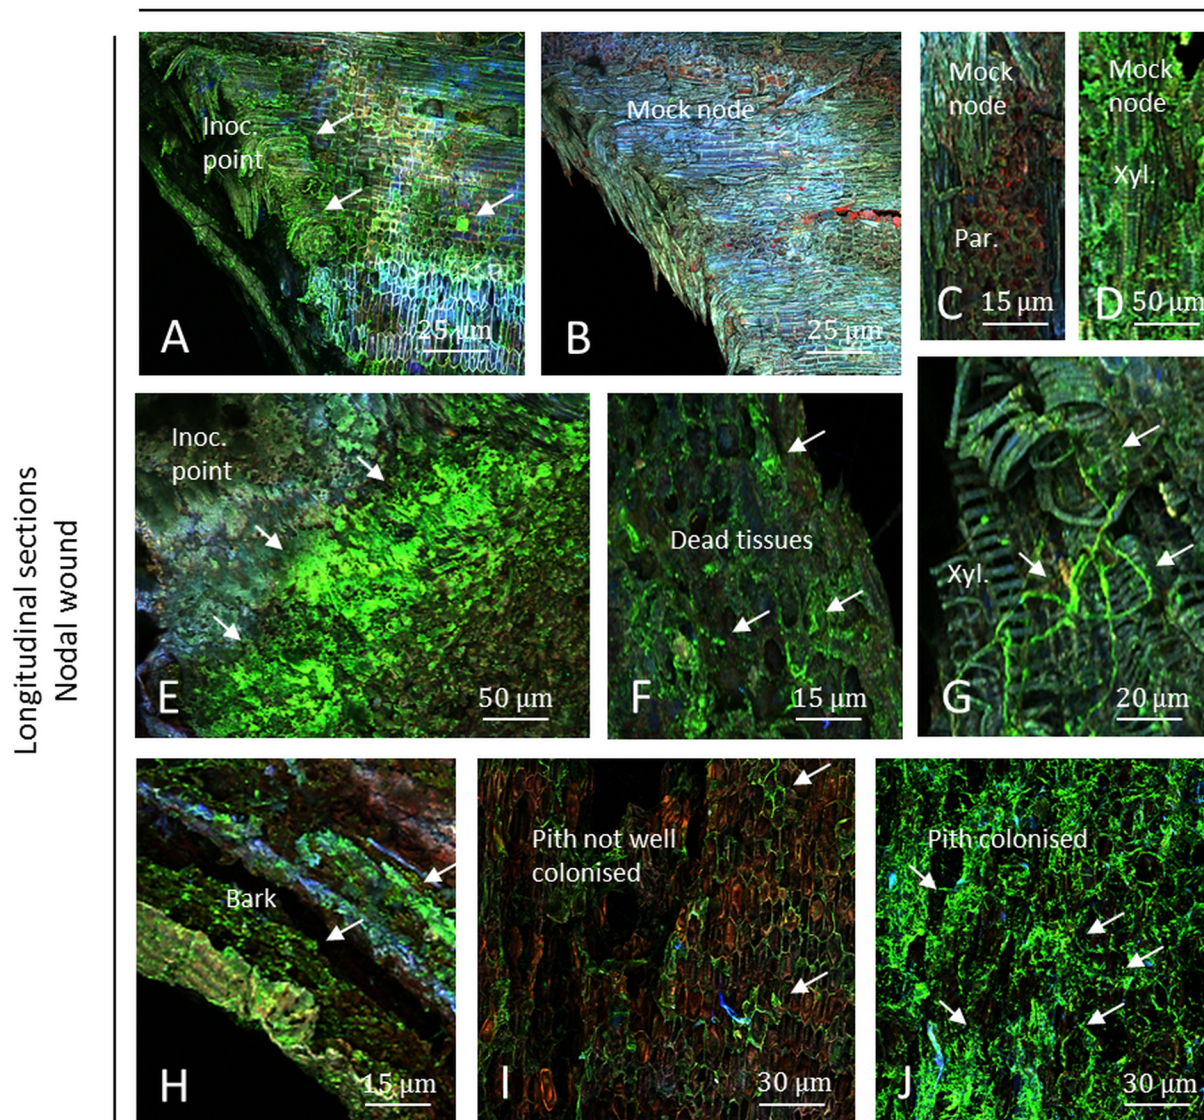 Longitudinal sections
Nodal wound
Inoc.
point
A
25 μm
Mock node
B
25 μm
Mock
node
Par.
C
15 μm
Mock
node
Xyl.
D
50 μm
Inoc.
point
E
50 μm
Dead tissues
F
15 μm
Xyl.
G
20 μm
Bark
H
15 μm
Pith not well
colonised
I
30 μm
Pith colonised
J
30 μm